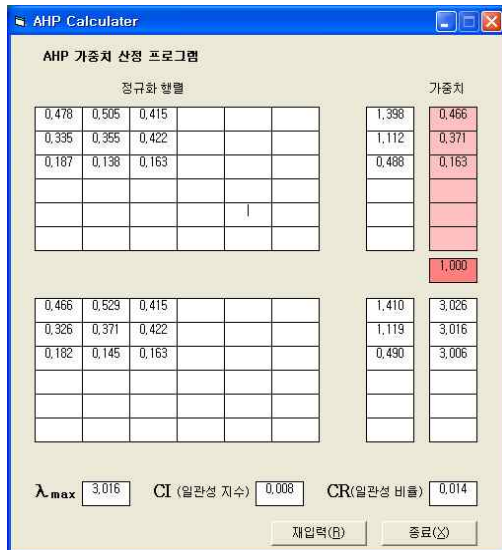 AHP Calculater
AHP 가중치 산정 프로그램
정규화 행렬 가중치
0,478 0,505 0,415 1,398 0,466
0,335 0,355 0,422 1,112 0,371
0,187 0,138 0,163 0,488 0,163
1,000
0,466 0,529 0,415 1,410 3,026
0,326 0,371 0,422 1,119 3,016
0,182 0,145 0,163 0,490 3,006
λmax 3,016 CI (일관성 지수) 0,008 CR(일관성 비율) 0,014
재입력(R) 종료(X)